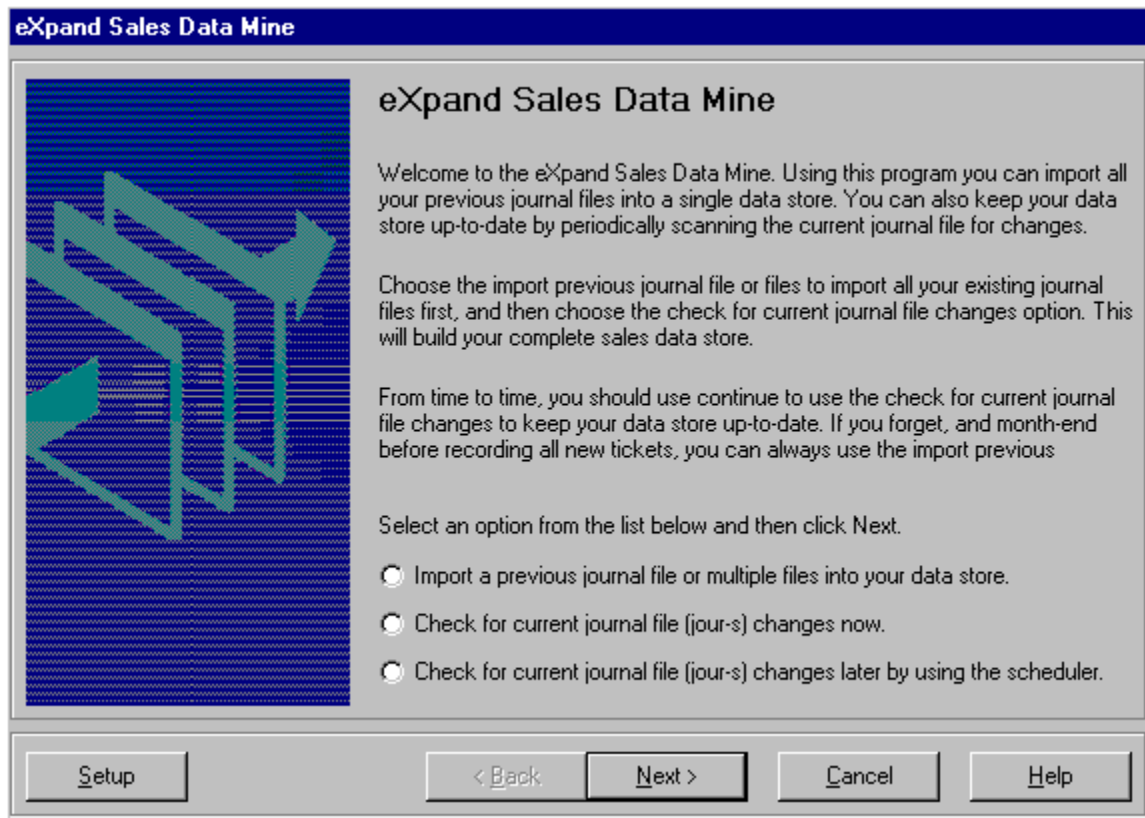 eXpand Sales Data Mine
eXpand Sales Data Mine
Welcome to the eXpand Sales Data Mine. Using this program you can import all
your previous journal files into a single data store. You can also keep your data
store up-to-date by periodically scanning the current journal file for changes.
Choose the import previous journal file or files to import all your existing journal
files first, and then choose the check for current journal file changes option. This
will build your complete sales data store.
From time to time, you should use continue to use the check for current journal
file changes to keep your data store up-to-date. If you forget, and month-end
before recording all new tickets, you can always use the import previous
Select an option from the list below and then click Next.
Import a previous journal file or multiple files into your data store.
Check for current journal file (jour-s) changes now.
Check for current journal file (jour-s) changes later by using the scheduler.
Setup < Back Next > Cancel Help